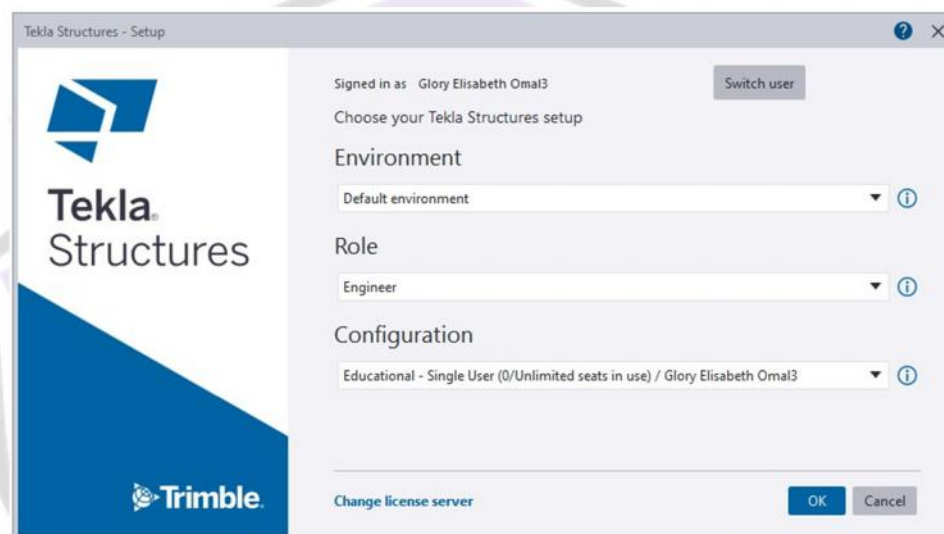 Tekla Structures - Setup
?
Signed in as Glory Elisabeth Omal3
Switch user
Choose your Tekla Structures setup
Environment
Default environment
Role
Engineer
Configuration
Educational - Single User (0/Unlimited seats in use) / Glory Elisabeth Omal3
Tekla®
Structures
Trimble.
Change license server
OK
Cancel